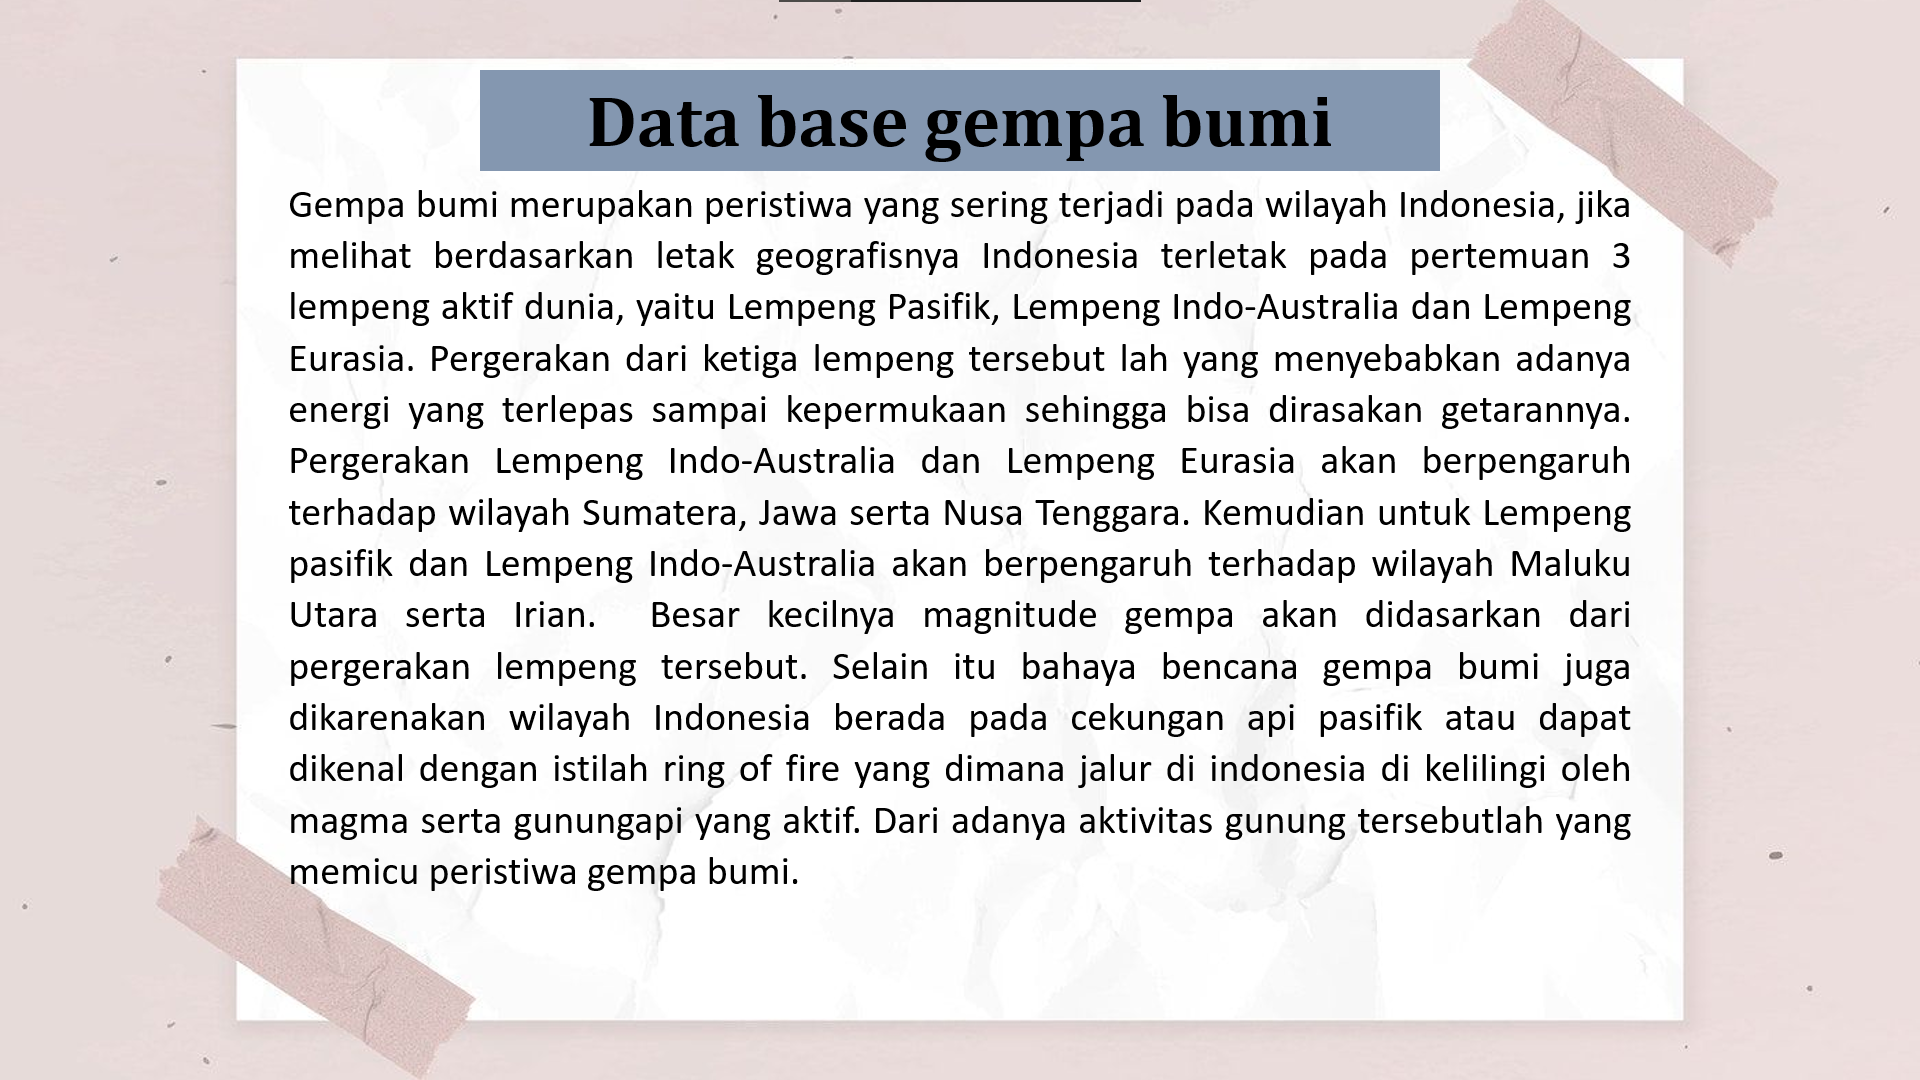 Data base gempa bumi
Gempa bumi merupakan peristiwa yang sering terjadi pada wilayah Indonesia, jika
melihat berdasarkan letak geografisnya Indonesia terletak pada pertemuan 3
lempeng aktif dunia, yaitu Lempeng Pasifik, Lempeng Indo-Australia dan Lempeng
Eurasia. Pergerakan dari ketiga lempeng tersebut lah yang menyebabkan adanya
energi yang terlepas sampai kepermukaan sehingga bisa dirasakan getarannya.
Pergerakan Lempeng Indo-Australia dan Lempeng Eurasia akan berpengaruh
terhadap wilayah Sumatera, Jawa serta Nusa Tenggara. Kemudian untuk Lempeng
pasifik dan Lempeng Indo-Australia akan berpengaruh terhadap wilayah Maluku
Utara serta Irian. Besar kecilnya magnitude gempa akan didasarkan dari
pergerakan lempeng tersebut. Selain itu bahaya bencana gempa bumi juga
dikarenakan wilayah Indonesia berada pada cekungan api pasifik atau dapat
dikenal dengan istilah ring of fire yang dimana jalur di indonesia di kelilingi oleh
magma serta gunungapi yang aktif. Dari adanya aktivitas gunung tersebutlah yang
memicu peristiwa gempa bumi.